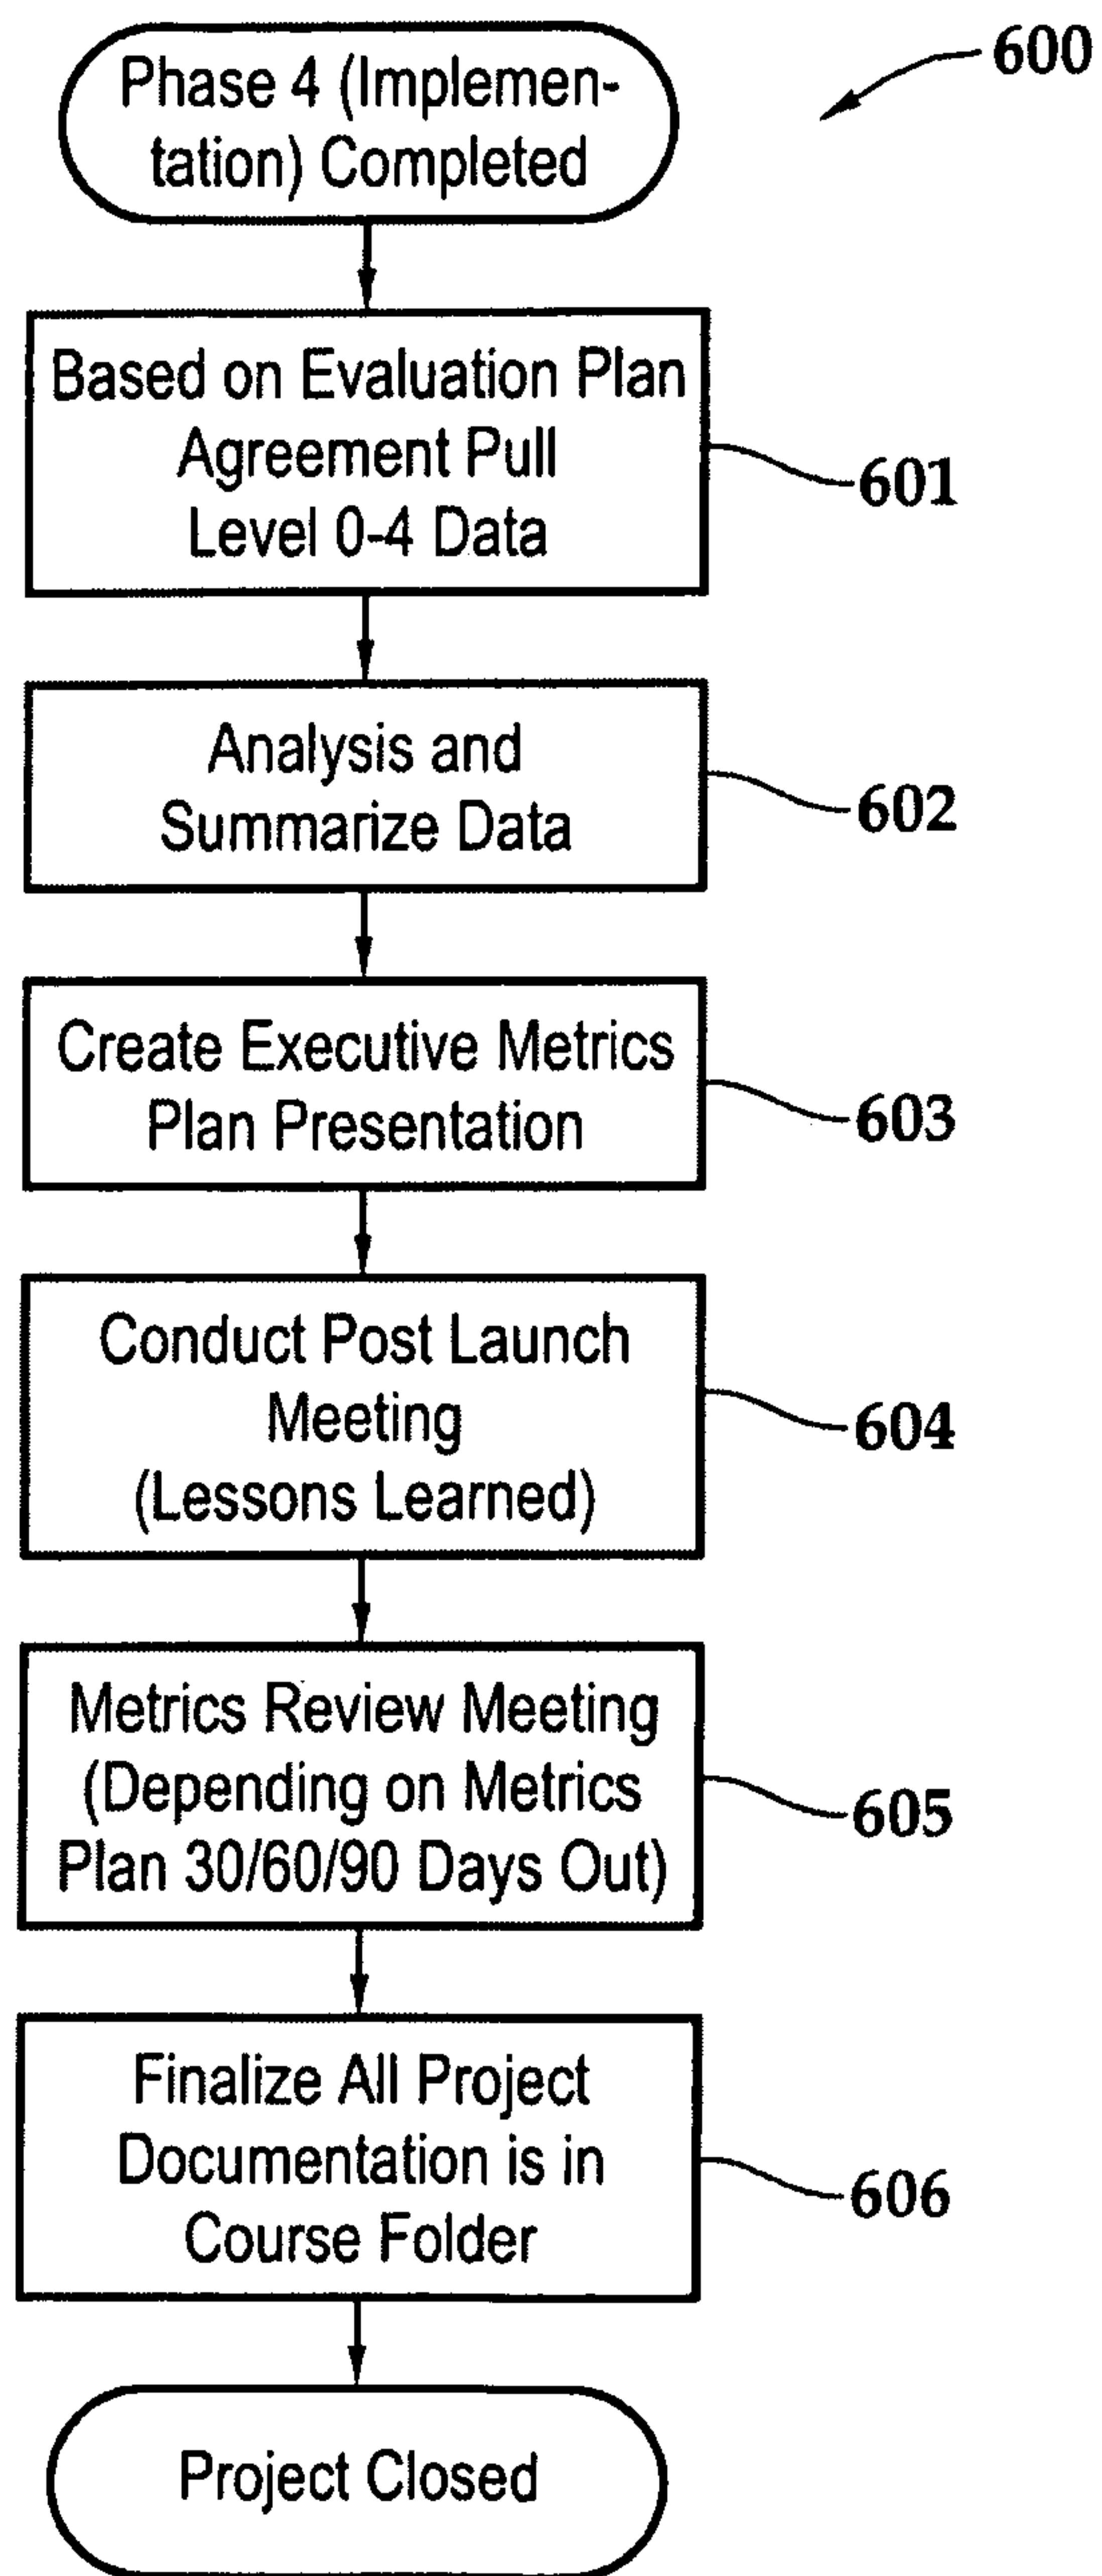 600
Phase 4 (Implemen-
tation) Completed
Based on Evaluation Plan
Agreement Pull
Level 0-4 Data
601
Analysis and
Summarize Data
602
Create Executive Metrics
Plan Presentation
603
Conduct Post Launch
Meeting
(Lessons Learned)
604
Metrics Review Meeting
(Depending on Metrics
Plan 30/60/90 Days Out)
605
Finalize All Project
Documentation is in
Course Folder
606
Project Closed